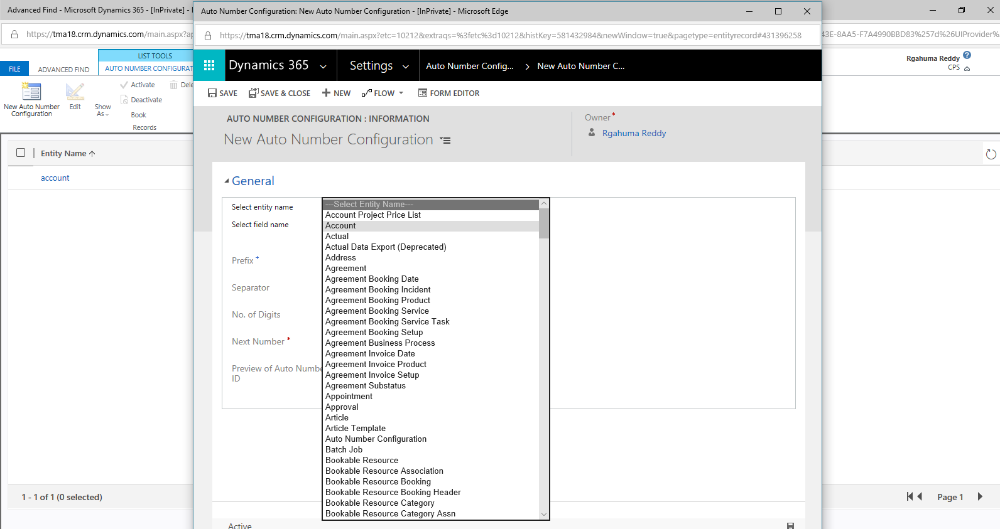 Advanced Find - Microsoft Dynamics 365 - [InPrivate] -
https://tma18.crm.dynamics.com/main.aspx?
43E-8AA5-F7A4990BBD83%257d%26UIProvider%
FILE
ADVANCED FIND
LIST TOOLS
AUTO NUMBER CONFIGURAT
New Auto Number
Configuration
Edit
Show
As
Activate
Deactivate
Book
Dele
Records
Rgahuma Reddy
CPS
Entity Name
account
1 - 1 of 1 (0 selected)
Page 1
Auto Number Configuration: New Auto Number Configuration - [InPrivate] - Microsoft Edge
https://tma18.crm.dynamics.com/main.aspx?etc=10212&extraqs=%3fetc%3d10212&histKey=581432984&newWindow=true&pagetype=entityrecord#431396258
Dynamics 365
Settings
Auto Number Config...
New Auto Number C...
SAVE
SAVE & CLOSE
NEW
FLOW
FORM EDITOR
AUTO NUMBER CONFIGURATION : INFORMATION
New Auto Number Configuration
Owner*
Rgahuma Reddy
General
Select entity name
Select field name
Prefix +
Separator
No. of Digits
Next Number *
Preview of Auto Numbe
ID
---Select Entity Name---
Account Project Price List
Account
Actual
Actual Data Export (Deprecated)
Address
Agreement
Agreement Booking Date
Agreement Booking Incident
Agreement Booking Product
Agreement Booking Service
Agreement Booking Service Task
Agreement Booking Setup
Agreement Business Process
Agreement Invoice Date
Agreement Invoice Product
Agreement Invoice Setup
Agreement Substatus
Appointment
Approval
Article
Article Template
Auto Number Configuration
Batch Job
Bookable Resource
Bookable Resource Association
Bookable Resource Booking
Bookable Resource Booking Header
Bookable Resource Category
Bookable Resource Category Assn
Active